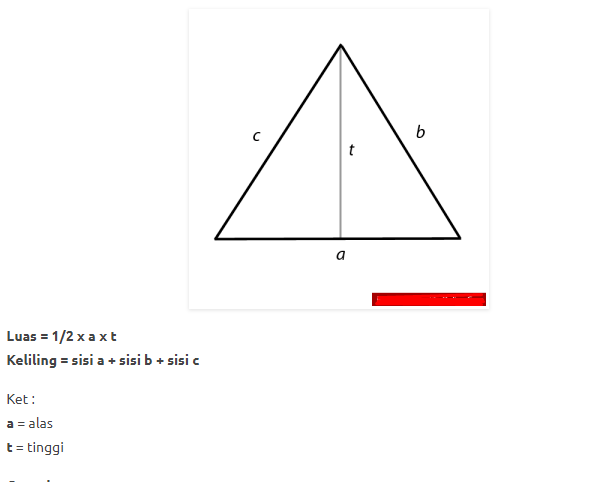 c
b
t
a
Luas = 1/2 x a x t
Keliling = sisi a + sisi b + sisi c
Ket :
a = alas
t = tinggi